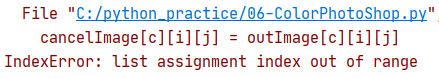 File "C:/python_practice/06-ColorPhotoShop.py",
cancelImage[c][i][j] = outImage[c][i][j]
IndexError: list assignment index out of range